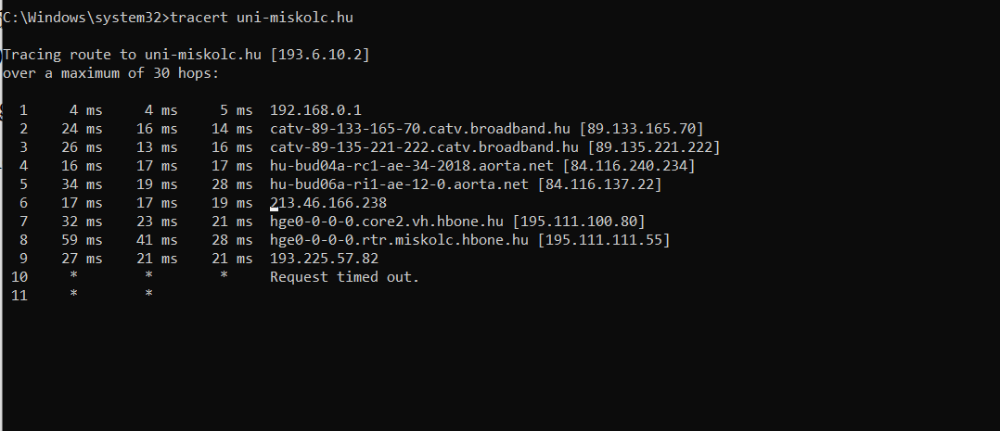 C:\Windows\system32>tracert uni-miskolc.hu
Tracing route to uni-miskolc.hu [193.6.10.2]
over a maximum of 30 hops:
1 4 ms 4 ms 5 ms 192.168.0.1
2 24 ms 16 ms 14 ms catv-89-133-165-70.catv.broadband.hu [89.133.165.70]
3 26 ms 13 ms 16 ms catv-89-135-221-222.catv.broadband.hu [89.135.221.222]
4 16 ms 17 ms 17 ms hu-bud04a-rc1-ae-34-2018.aorta.net [84.116.240.234]
5 34 ms 19 ms 28 ms hu-bud06a-ri1-ae-12-0.aorta.net [84.116.137.22]
6 17 ms 17 ms 19 ms 213.46.166.238
7 32 ms 23 ms 21 ms hge0-0-0-0.core2.vh.hbone.hu [195.111.100.80]
8 59 ms 41 ms 28 ms hge0-0-0-0.rtr.miskolc.hbone.hu [195.111.111.55]
9 27 ms 21 ms 21 ms 193.225.57.82
10 * * * Request timed out.
11 * *